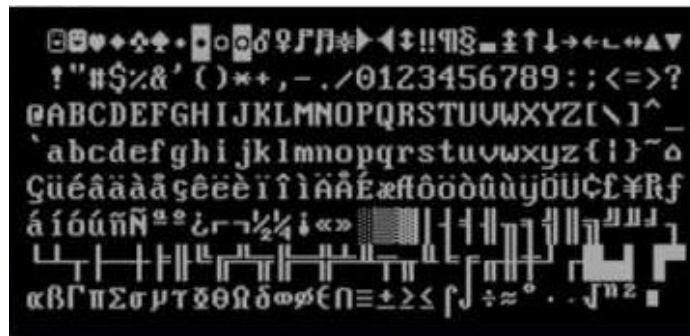 ☺☻♥♦♣♠•◘○◙♂♀♪♫☼►◄↕‼¶§▬↨↑↓→←∟↔▲▼
!"#$%&'()*+,-./0123456789:;<=>?
@ABCDEFGHIJKLMNOPQRSTUVWXYZ[\]^_
`abcdefghijklmnopqrstuvwxyz{|}~⌂
ÇüéâäàåçêëèïîìÄÅÉæÆôöòûùÿÖÜ¢£¥₧ƒ
áíóúñÑªº¿⌐¬½¼¡«»░▒▓│┤╡╢╖╕╣║╗╝╜╛┐
└┴┬├─┼╞╟╚╔╩╦╠═╬╧╨╤╥╙╘╒╓╫╪┘┌█▄▌▐▀
αßΓπΣσµτΦΘΩδ∞φε∩≡±≥≤⌠⌡÷≈°∙·√ⁿ²■